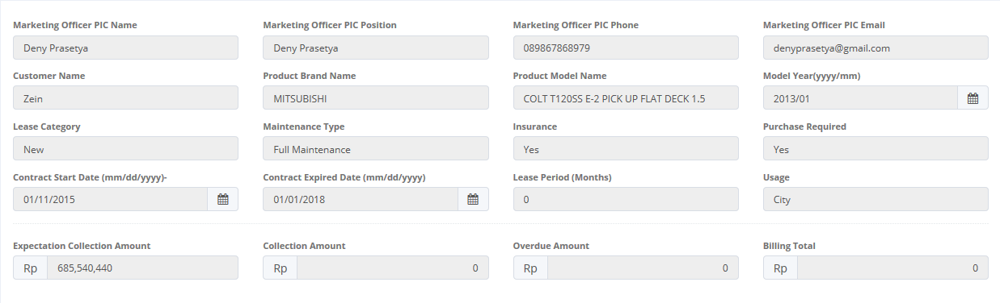 Marketing Officer PIC Name Marketing Officer PIC Position Marketing Officer PIC Phone Marketing Officer PIC Email
Deny Prasetya Deny Prasetya 089867868979 denyprasetya@gmail.com
Customer Name Product Brand Name Product Model Name Model Year(yyyy/mm)
Zein MITSUBISHI COLT T120SS E-2 PICK UP FLAT DECK 1.5 2013/01
Lease Category Maintenance Type Insurance Purchase Required
New Full Maintenance Yes Yes
Contract Start Date (mm/dd/yyyy)- Contract Expired Date (mm/dd/yyyy) Lease Period (Months) Usage
01/11/2015 01/01/2018 0 City
Expectation Collection Amount Collection Amount Overdue Amount Billing Total
Rp 685,540,440 Rp 0 Rp 0 Rp 0